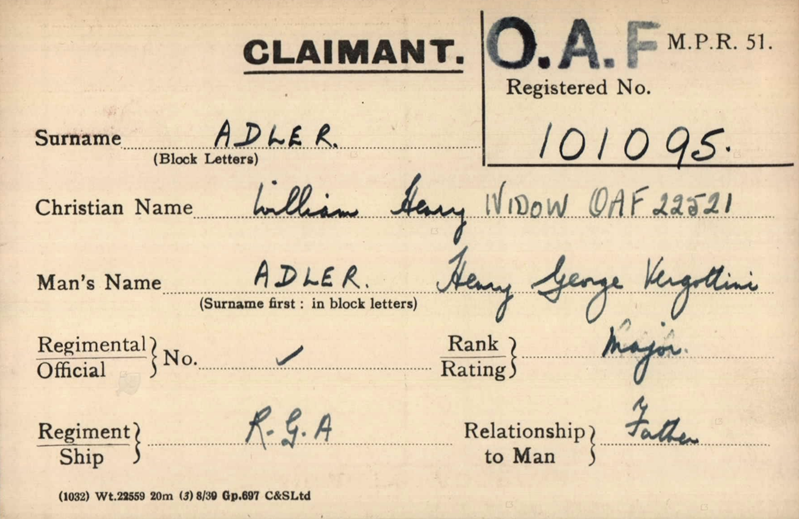 CLAIMANT.
O.A.F M.P.R. 51.
Registered No.
101095.
Surname ADLER.
(Block Letters)
Christian Name William Henry WIDOW OAF 22521
Man's Name ADLER. Henry George Vergottini
(Surname first : in block letters)
Regimental Official } No. ✓ Rank Rating } Major.
Regiment Ship } R.G.A Relationship to Man } Father
(1032) Wt.22559 20m (3) 8/39 Gp.697 C&SLtd